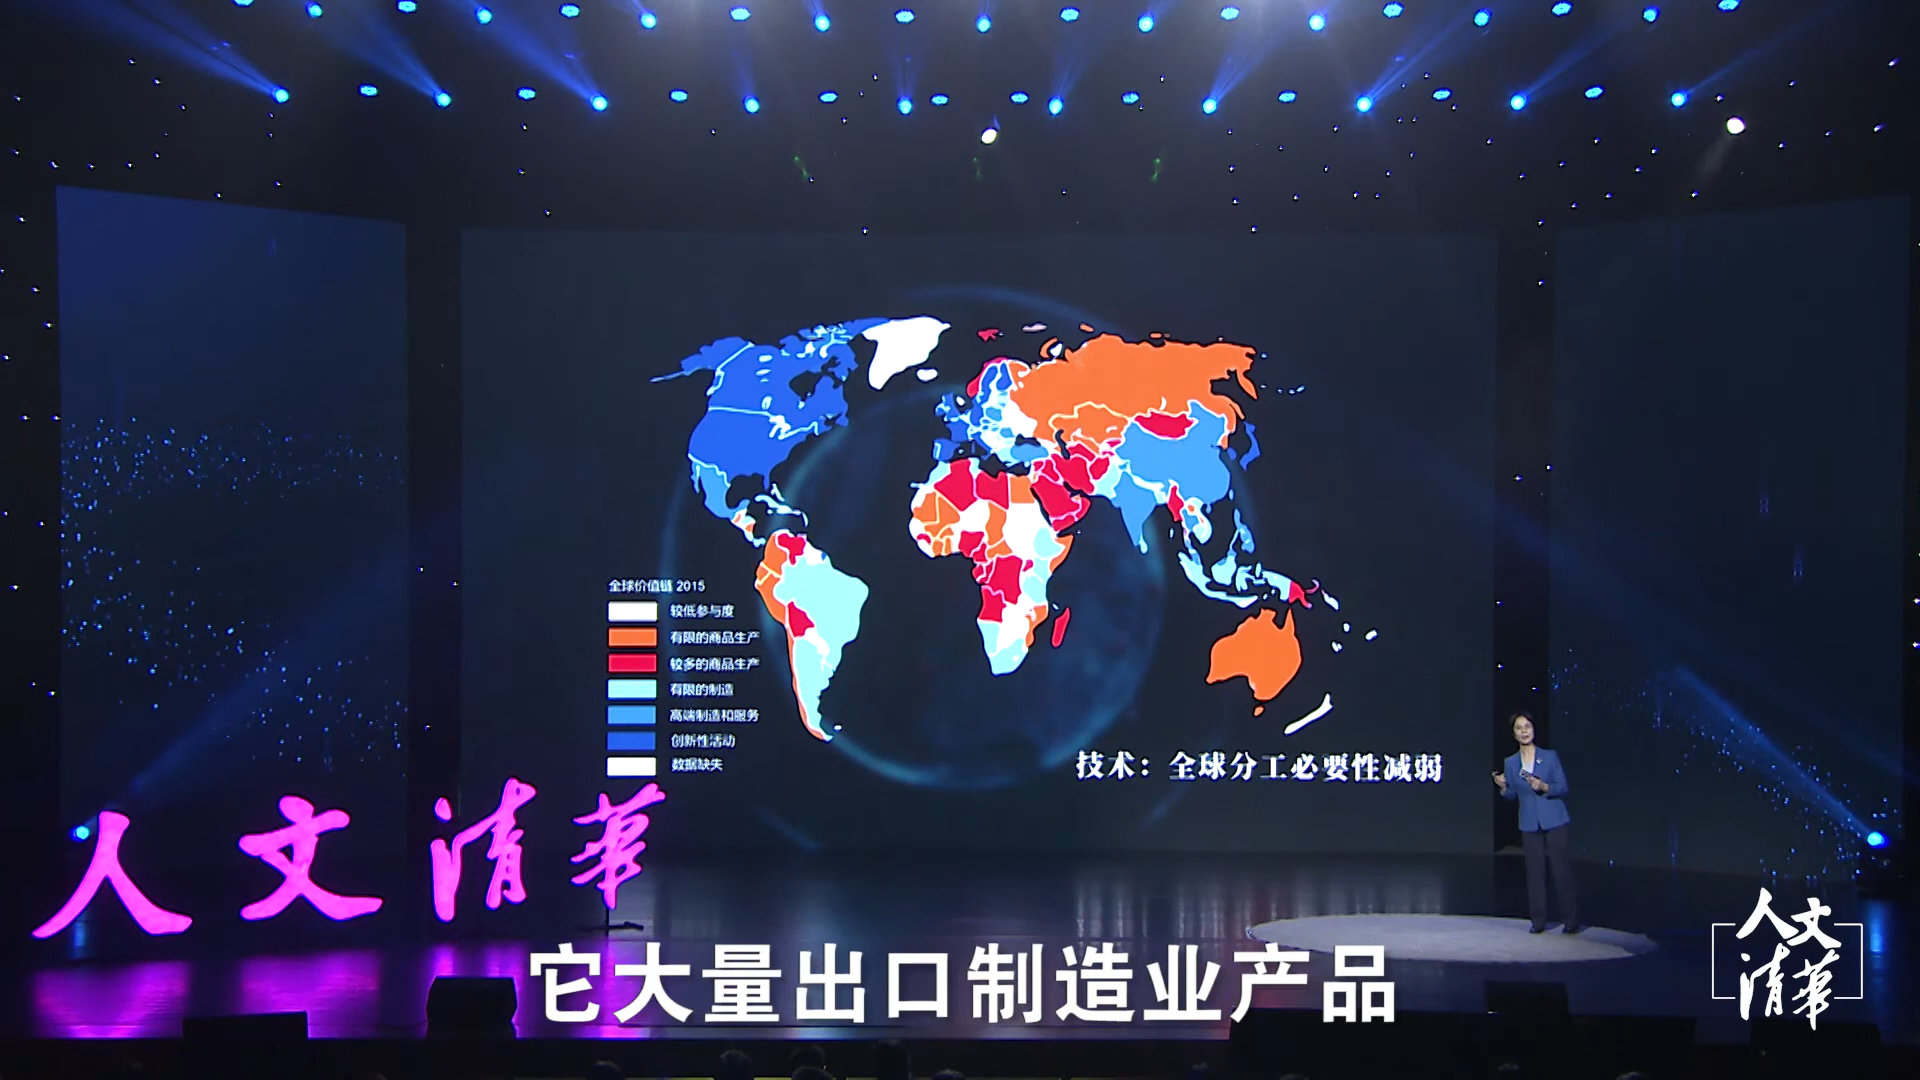 全球价值链 2015
较低参与度
有限的商品生产
较多的商品生产
有限的制造
高端制造和服务
创新性活动
数据缺失
技术：全球分工必要性减弱
人文清華
它大量出口制造业产品
人文
清華